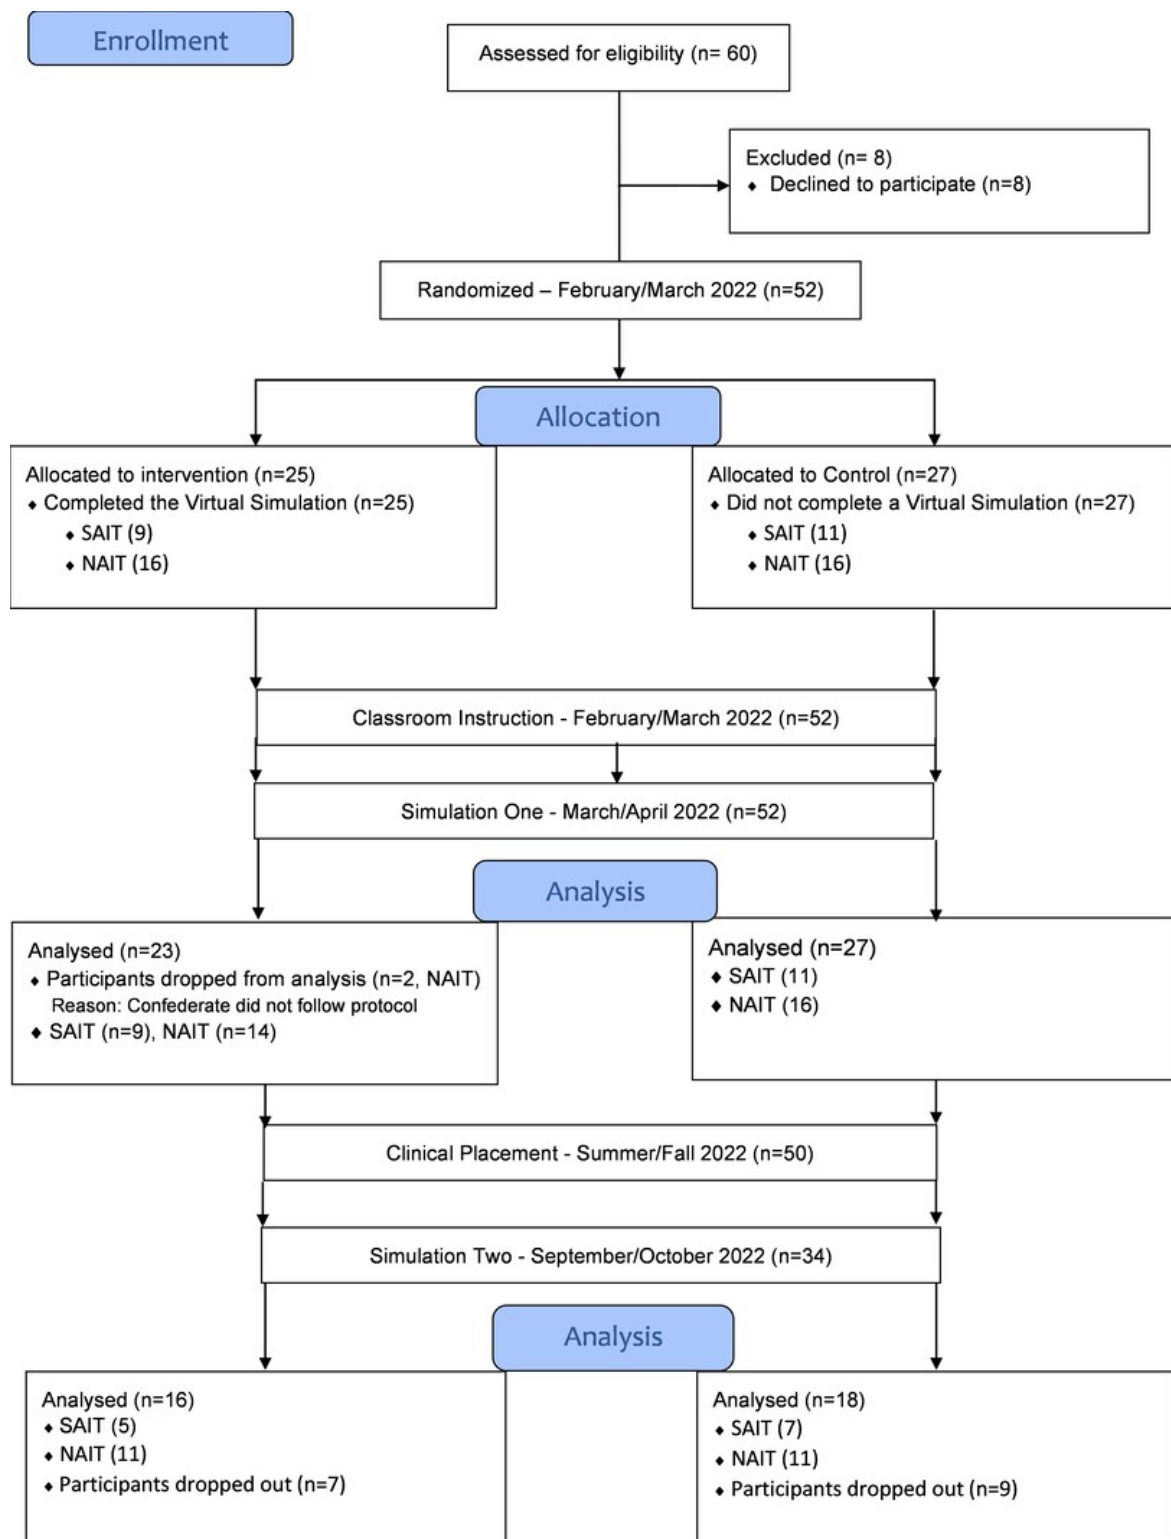 Enrollment
Assessed for eligibility (n= 60)
Excluded (n= 8)
⬧ Declined to participate (n=8)
Randomized – February/March 2022 (n=52)
Allocation
Allocated to intervention (n=25)
⬧ Completed the Virtual Simulation (n=25)
⬧ SAIT (9)
⬧ NAIT (16)
Allocated to Control (n=27)
⬧ Did not complete a Virtual Simulation (n=27)
⬧ SAIT (11)
⬧ NAIT (16)
Classroom Instruction - February/March 2022 (n=52)
Simulation One - March/April 2022 (n=52)
Analysis
Analysed (n=23)
⬧ Participants dropped from analysis (n=2, NAIT)
Reason: Confederate did not follow protocol
⬧ SAIT (n=9), NAIT (n=14)
Analysed (n=27)
⬧ SAIT (11)
⬧ NAIT (16)
Clinical Placement - Summer/Fall 2022 (n=50)
Simulation Two - September/October 2022 (n=34)
Analysis
Analysed (n=16)
⬧ SAIT (5)
⬧ NAIT (11)
⬧ Participants dropped out (n=7)
Analysed (n=18)
⬧ SAIT (7)
⬧ NAIT (11)
⬧ Participants dropped out (n=9)